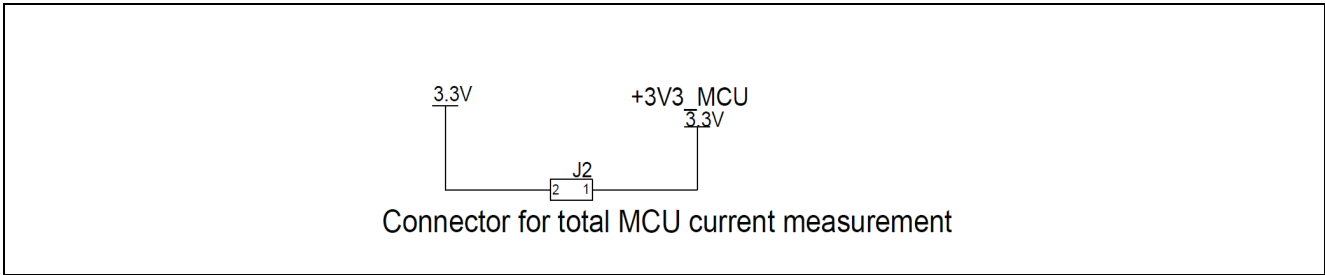 3.3V
+3V3_MCU
3.3V
J2
2 1
Connector for total MCU current measurement